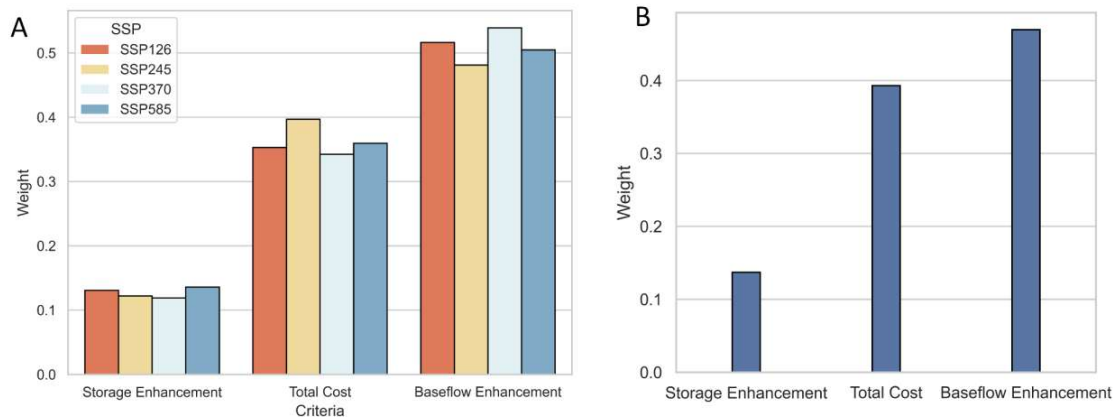 A
SSP
SSP126
SSP245
SSP370
SSP585
Weight
0.5
0.4
0.3
0.2
0.1
0.0
Storage Enhancement
Total Cost
Baseflow Enhancement
Criteria
B
Weight
0.4
0.3
0.2
0.1
0.0
Storage Enhancement
Total Cost
Baseflow Enhancement